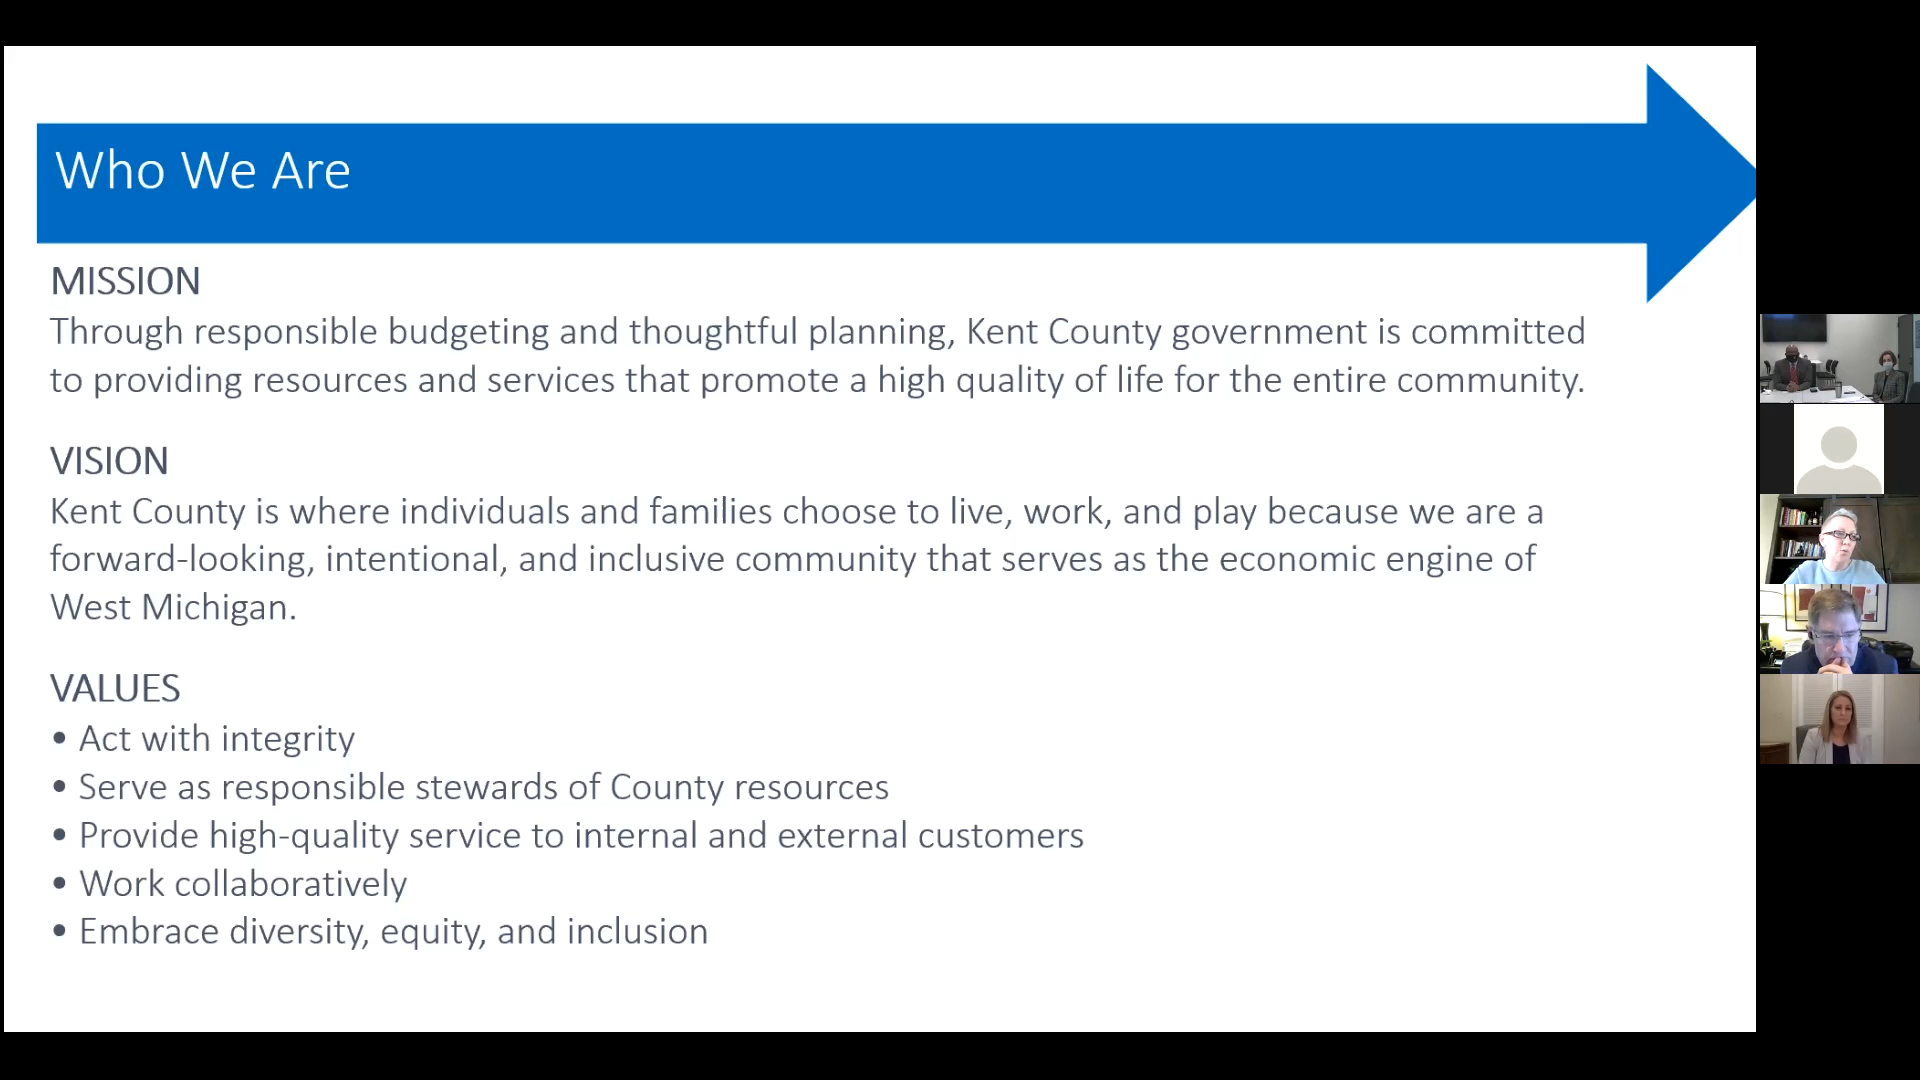 Who We Are
MISSION
Through responsible budgeting and thoughtful planning, Kent County government is committed
to providing resources and services that promote a high quality of life for the entire community.
VISION
Kent County is where individuals and families choose to live, work, and play because we are a
forward-looking, intentional, and inclusive community that serves as the economic engine of
West Michigan.
VALUES
• Act with integrity
• Serve as responsible stewards of County resources
• Provide high-quality service to internal and external customers
• Work collaboratively
• Embrace diversity, equity, and inclusion